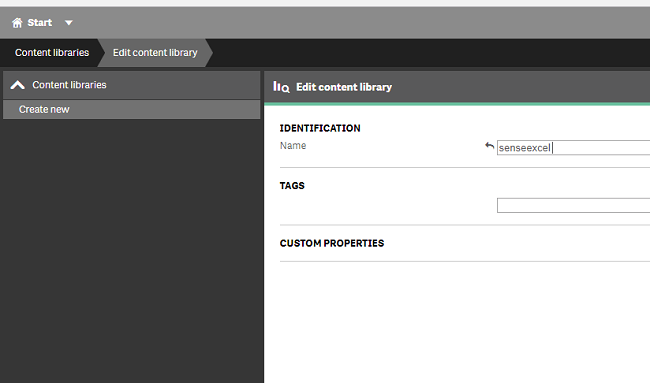 Start
Content libraries Edit content library
Content libraries
Create new
Edit content library
IDENTIFICATION
Name senseexcel
TAGS
CUSTOM PROPERTIES